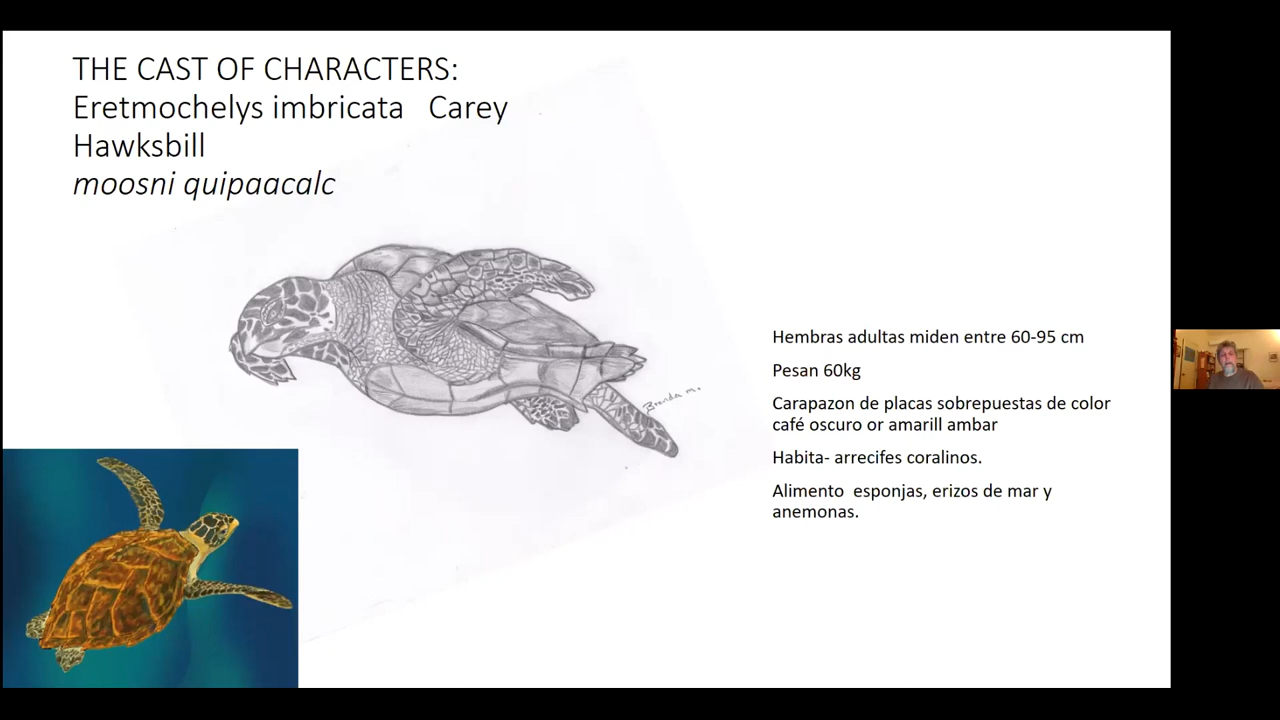 THE CAST OF CHARACTERS:
Eretmochelys imbricata Carey
Hawksbill
moosni quipaacalc
Brenda m.
Hembras adultas miden entre 60-95 cm
Pesan 60kg
Carapazon de placas sobrepuestas de color
café oscuro or amarill ambar
Habita- arrecifes coralinos.
Alimento esponjas, erizos de mar y
anemonas.